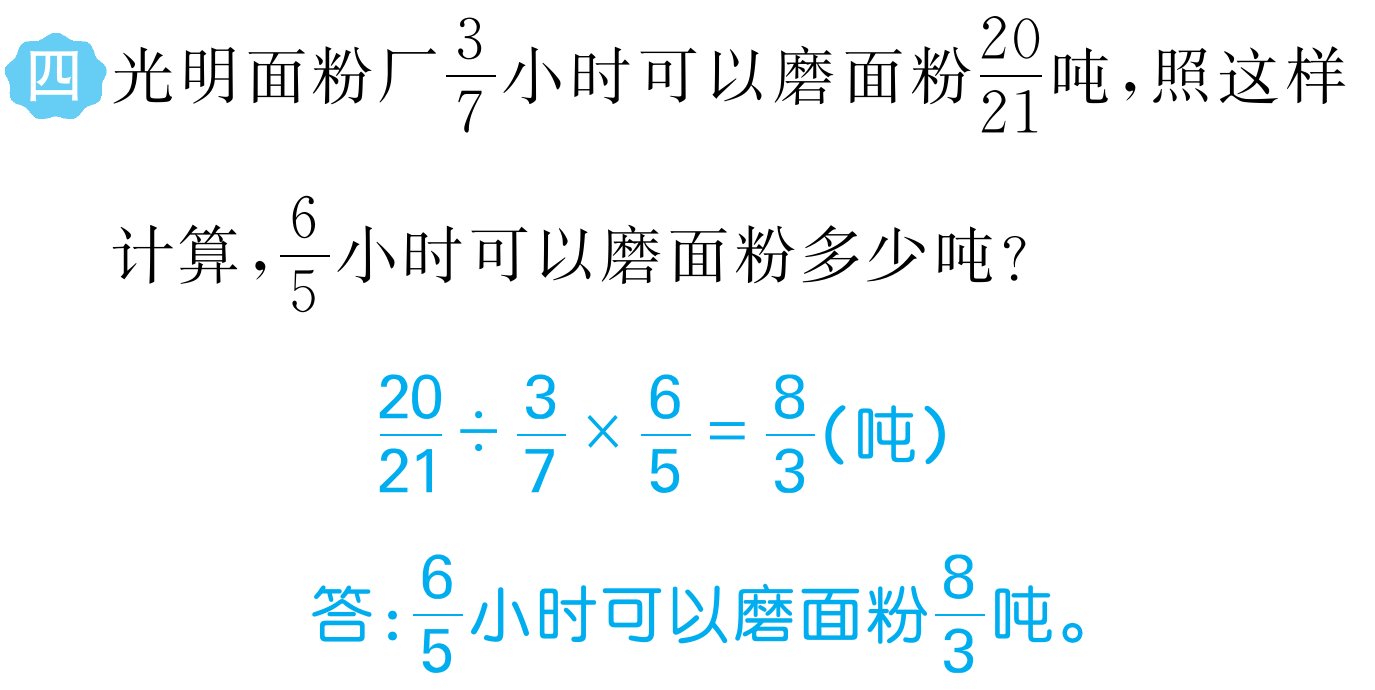 四 光明面粉厂3/7小时可以磨面粉20/21吨,照这样
计算,6/5小时可以磨面粉多少吨?
20/21÷3/7×6/5=8/3(吨)
答:6/5小时可以磨面粉8/3吨。